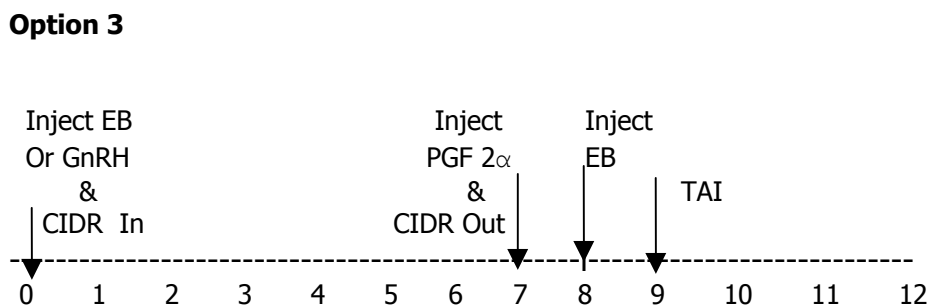 Option 3
Inject EB
Or GnRH
&
CIDR In
Inject
PGF 2α
&
CIDR Out
Inject
EB
TAI
0 1 2 3 4 5 6 7 8 9 10 11 12